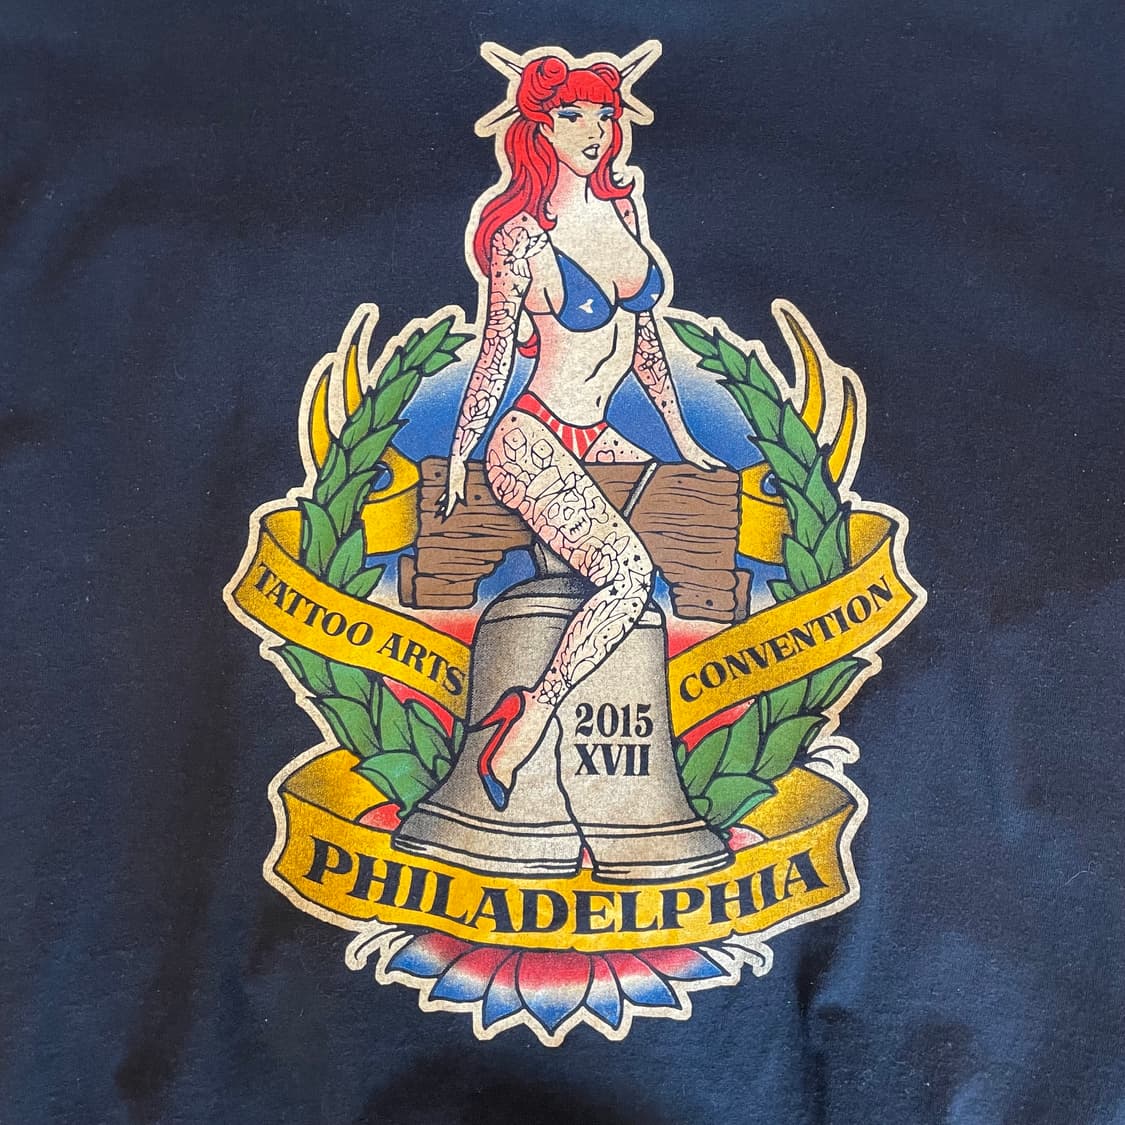 TATTOO ARTS
CONVENTION
2015
XVII
PHILADELPHIA